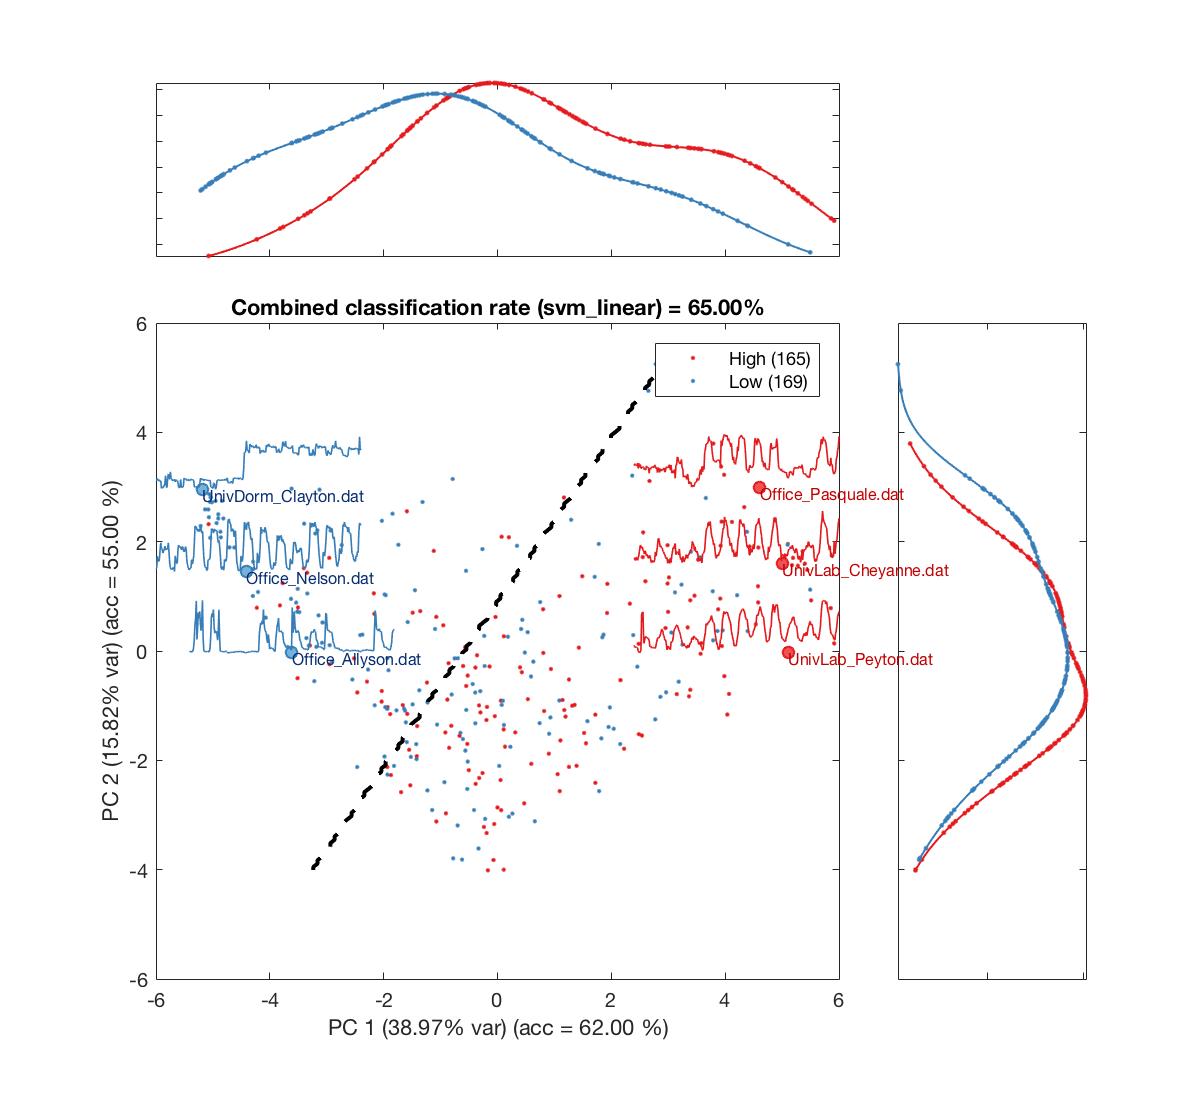 Combined classification rate (svm_linear) = 65.00%
High (165)
Low (169)
6
4
2
0
-2
-4
-6
PC 2 (15.82% var) (acc = 55.00 %)
UnivDorm_Clayton.dat
Office_Pasquale.dat
Office_Nelson.dat
UnivLab_Cheyanne.dat
Office_Allyson.dat
UnivLab_Peyton.dat
-6 -4 -2 0 2 4 6
PC 1 (38.97% var) (acc = 62.00 %)